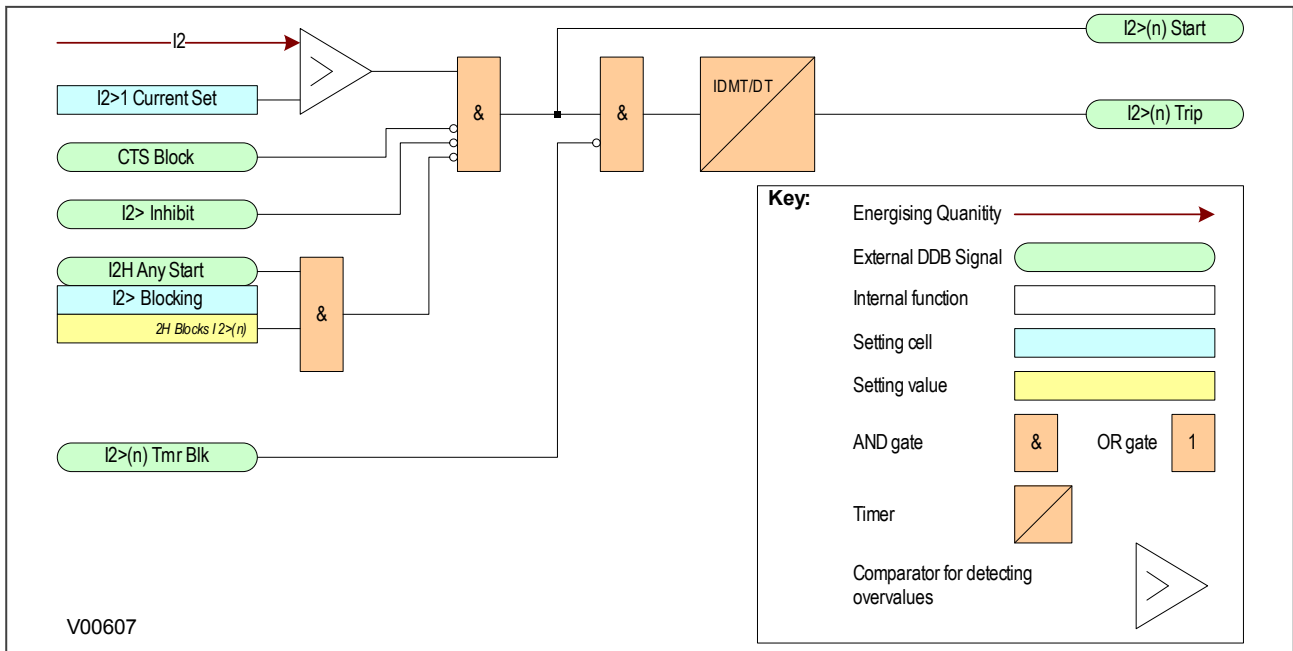 I2
I2>(n) Start
>
I2>1 Current Set
&
&
IDMT/DT
I2>(n) Trip
CTS Block
I2> Inhibit
I2H Any Start
I2> Blocking
2H Blocks I 2>(n)
&
I2>(n) Tmr Blk
Key:
Energising Quanitity
External DDB Signal
Internal function
Setting cell
Setting value
AND gate
&
OR gate
1
Timer
Comparator for detecting
overvalues
>
V00607